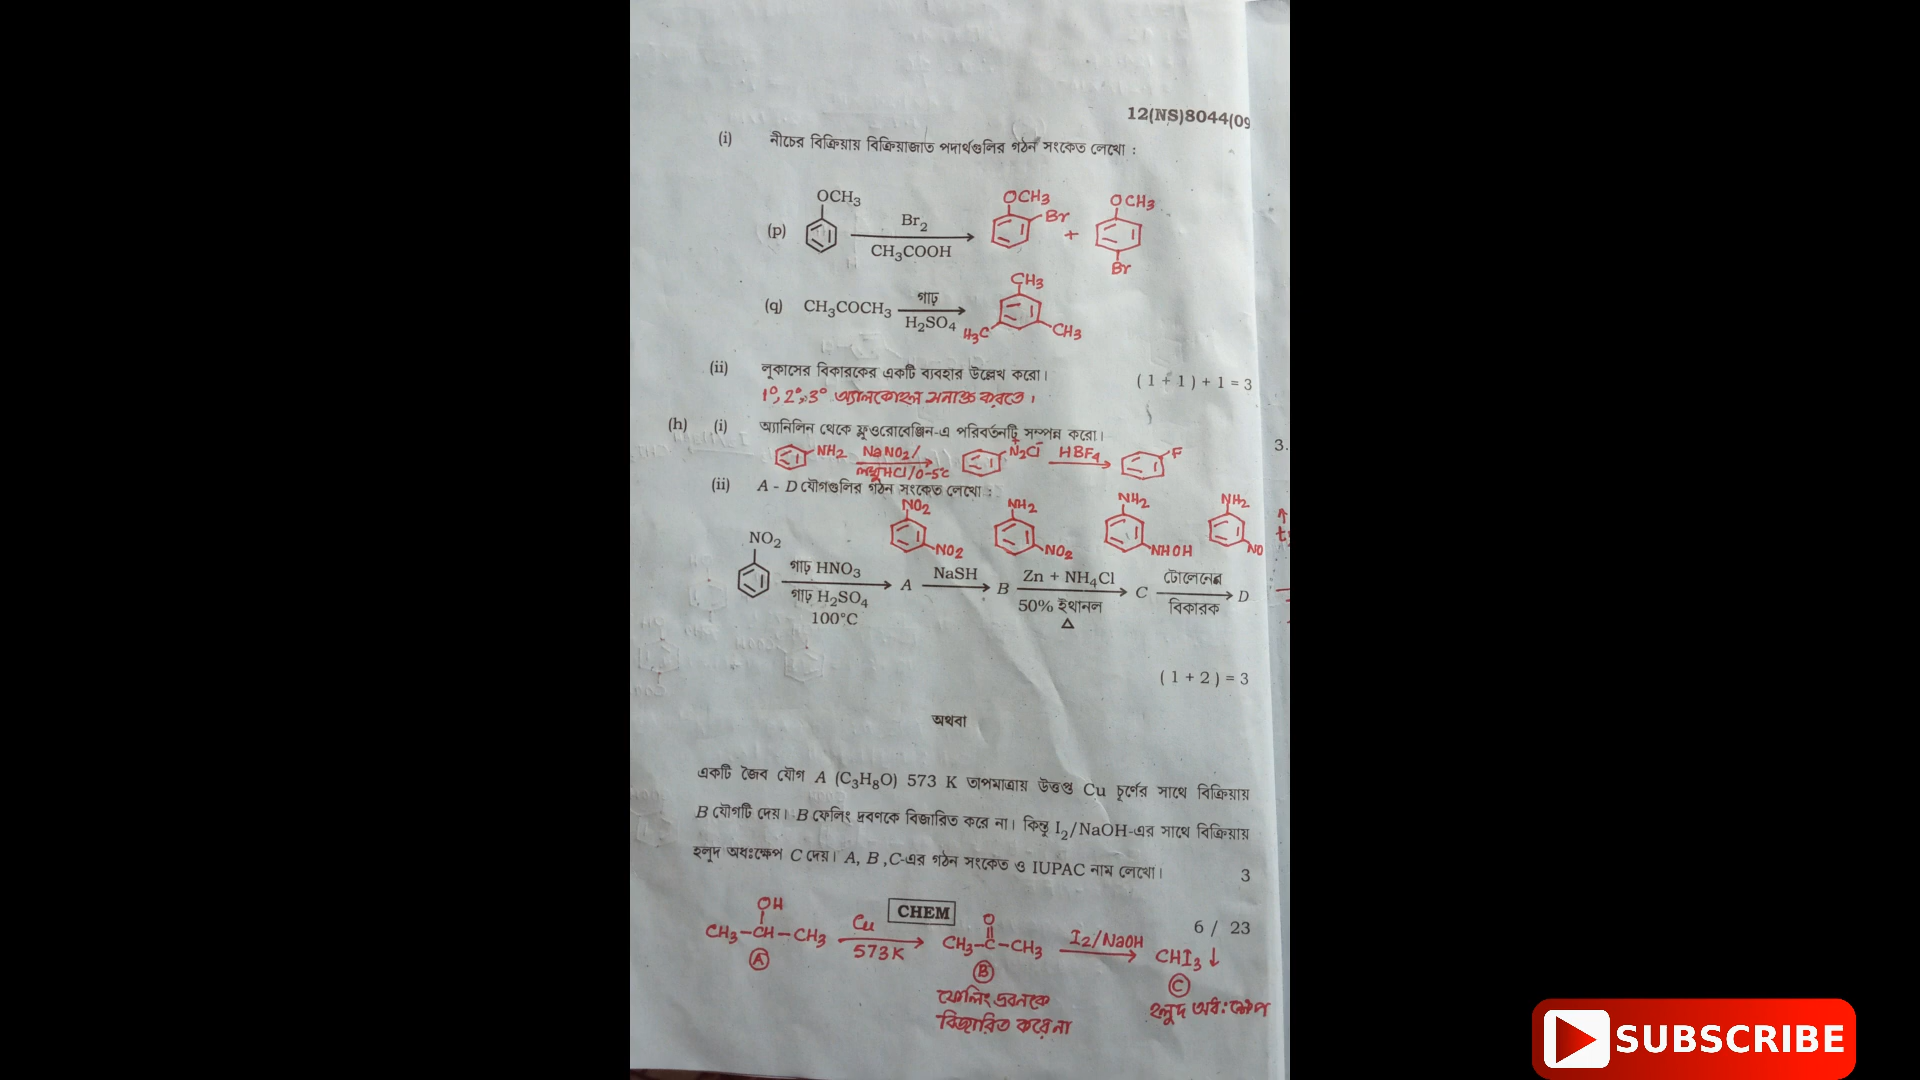 12(NS)8044(09
(i) নীচের বিক্রিয়ায় বিক্রিয়াজাত পদার্থগুলির গঠন সংকেত লেখো :
OCH3 OCH3 OCH3
(p) Br2 Br + 
CH3COOH Br
CH3
(q) CH3COCH3 গাঢ়
H2SO4 H3C CH3
(ii) লুকাসের বিকারকের একটি ব্যবহার উল্লেখ করো।
( 1 + 1 ) + 1 = 3
1°, 2°, 3° অ্যালকোহল সনাক্ত করতে।
(h) (i) অ্যানিলিন থেকে ফ্লুওরোবেঞ্জিন-এ পরিবর্তনটি সম্পন্ন করো।
NH2 NaNO2/ N2Cl HBF4 F
লঘু HCl/0-5°C
3.
(ii) A - D যৌগগুলির গঠন সংকেত লেখো :
NO2 NH2 NH2 NH2
NO2 NO2 NHOH NO
NO2
গাঢ় HNO3 A NaSH B Zn + NH4Cl C টোলেনের D
গাঢ় H2SO4 50% ইথানল বিকারক
100°C Δ
( 1 + 2 ) = 3
অথবা
একটি জৈব যৌগ A (C3H8O) 573 K তাপমাত্রায় উত্তপ্ত Cu চূর্ণের সাথে বিক্রিয়ায়
B যৌগটি দেয়। B ফেলিং দ্রবণকে বিজারিত করে না। কিন্তু I2/NaOH-এর সাথে বিক্রিয়ায়
হলুদ অধঃক্ষেপ C দেয়। A, B ,C-এর গঠন সংকেত ও IUPAC নাম লেখো। 3
CHEM
6 / 23
OH O
CH3-CH-CH3 Cu CH3-C-CH3 I2/NaOH CHI3↓
573K
A B C
ফেলিং দ্রবনকে হলুদ অধঃক্ষেপ
বিজারিত করে না
SUBSCRIBE